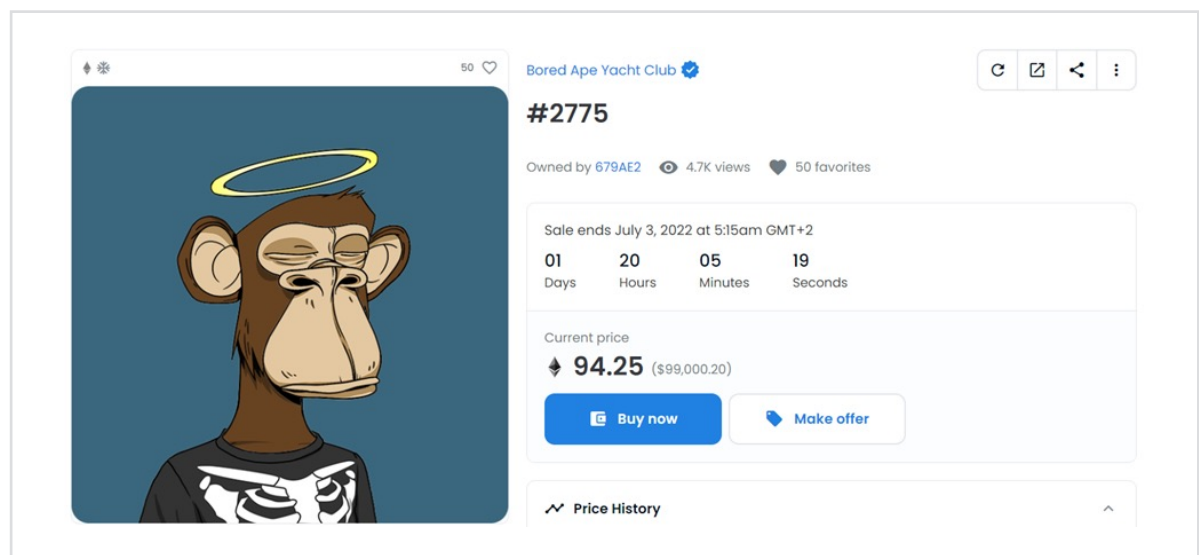 50
Bored Ape Yacht Club
#2775
Owned by 679AE2 4.7K views 50 favorites
Sale ends July 3, 2022 at 5:15am GMT+2
01 20 05 19
Days Hours Minutes Seconds
Current price
94.25 ($99,000.20)
Buy now Make offer
Price History